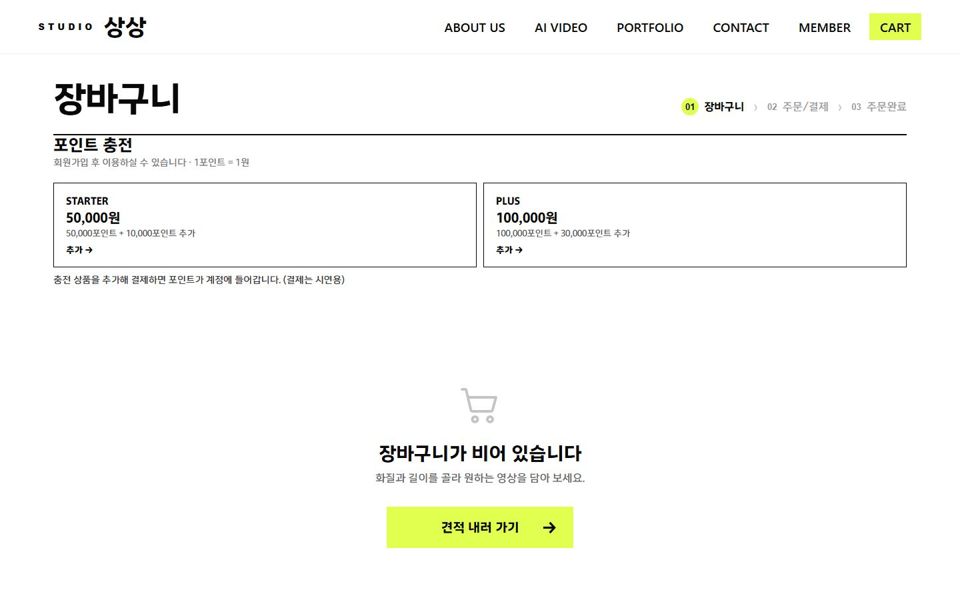 STUDIO 상상
ABOUT US AI VIDEO PORTFOLIO CONTACT MEMBER CART
장바구니
01 장바구니 › 02 주문/결제 › 03 주문완료
포인트 충전
회원가입 후 이용하실 수 있습니다 · 1포인트 = 1원
STARTER
50,000원
50,000포인트 + 10,000포인트 추가
추가 →
PLUS
100,000원
100,000포인트 + 30,000포인트 추가
추가 →
충전 상품을 추가해 결제하면 포인트가 계정에 들어갑니다. (결제는 시연용)
장바구니가 비어 있습니다
화질과 길이를 골라 원하는 영상을 담아 보세요.
견적 내러 가기 →